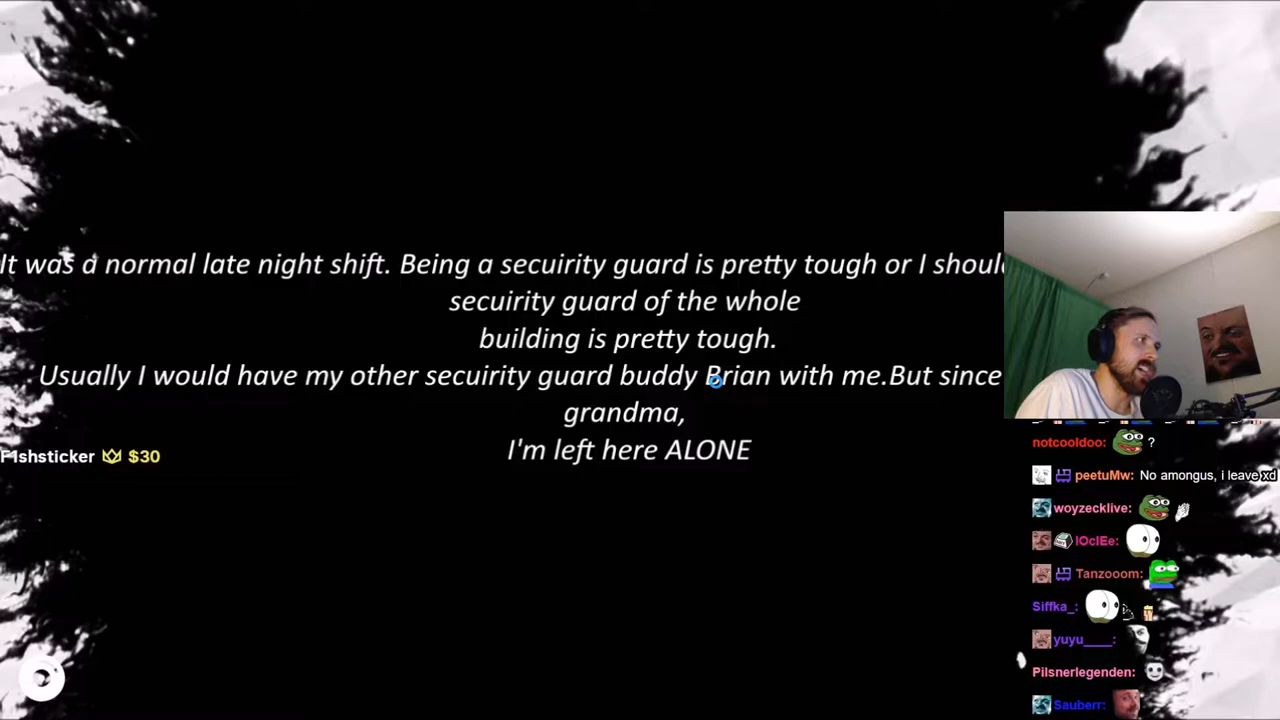 It was a normal late night shift. Being a secuirity guard is pretty tough or I should
secuirity guard of the whole
building is pretty tough.
Usually I would have my other secuirity guard buddy Brian with me.But since
grandma,
I'm left here ALONE
F1shsticker $30
notcooldoo: ?
peetuMw: No amongus, i leave xd
woyzecklive:
lOclEe:
Tanzooom:
Siffka_:
yuyu____:
Pilsnerlegenden:
Sauberr: